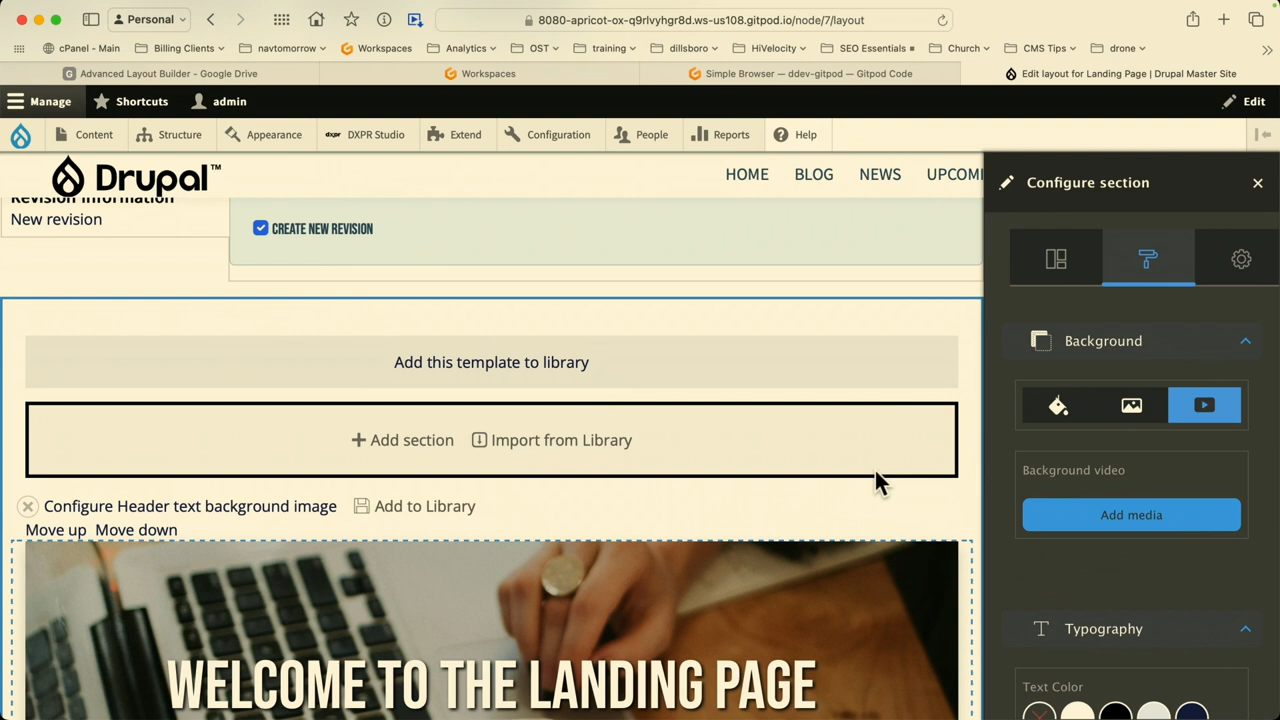 Personal
8080-apricot-ox-q9rlvyhgr8d.ws-us108.gitpod.io/node/7/layout
cPanel - Main Billing Clients navtomorrow Workspaces Analytics OST training dillsboro HiVelocity SEO Essentials Church CMS Tips drone
Advanced Layout Builder - Google Drive Workspaces Simple Browser — ddev-gitpod — Gitpod Code Edit layout for Landing Page | Drupal Master Site
Manage Shortcuts admin Edit
Content Structure Appearance dxpr DXPR Studio Extend Configuration People Reports Help
Drupal™ HOME BLOG NEWS UPCOMI
Configure section
Revision information
New revision
CREATE NEW REVISION
Background
Add this template to library
Add section Import from Library
Background video
Add media
Configure Header text background image Add to Library
Move up Move down
Typography
WELCOME TO THE LANDING PAGE
Text Color